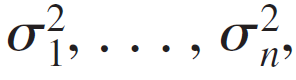 σ₁², . . . , σₙ²,